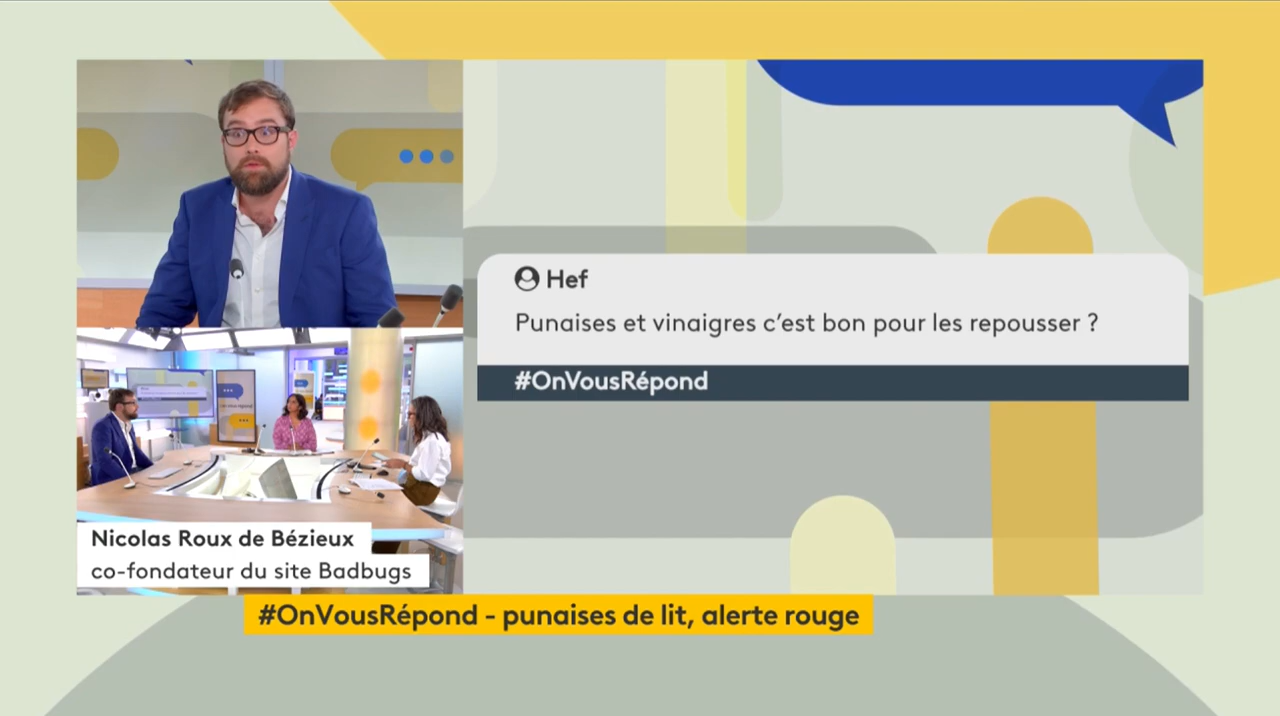 Hef
Punaises et vinaigres c’est bon pour les repousser ?
#OnVousRépond
Nicolas Roux de Bézieux
co-fondateur du site Badbugs
#OnVousRépond - punaises de lit, alerte rouge